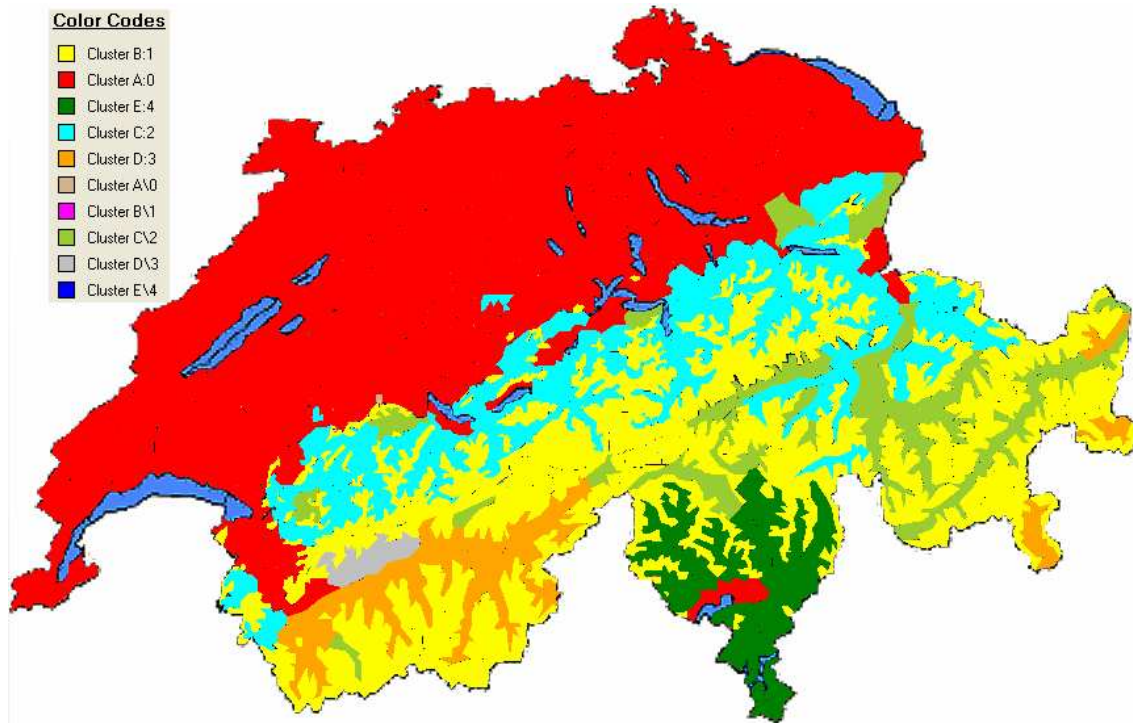 Color Codes
Cluster B:1
Cluster A:0
Cluster E:4
Cluster C:2
Cluster D:3
Cluster A\0
Cluster B\1
Cluster C\2
Cluster D\3
Cluster E\4